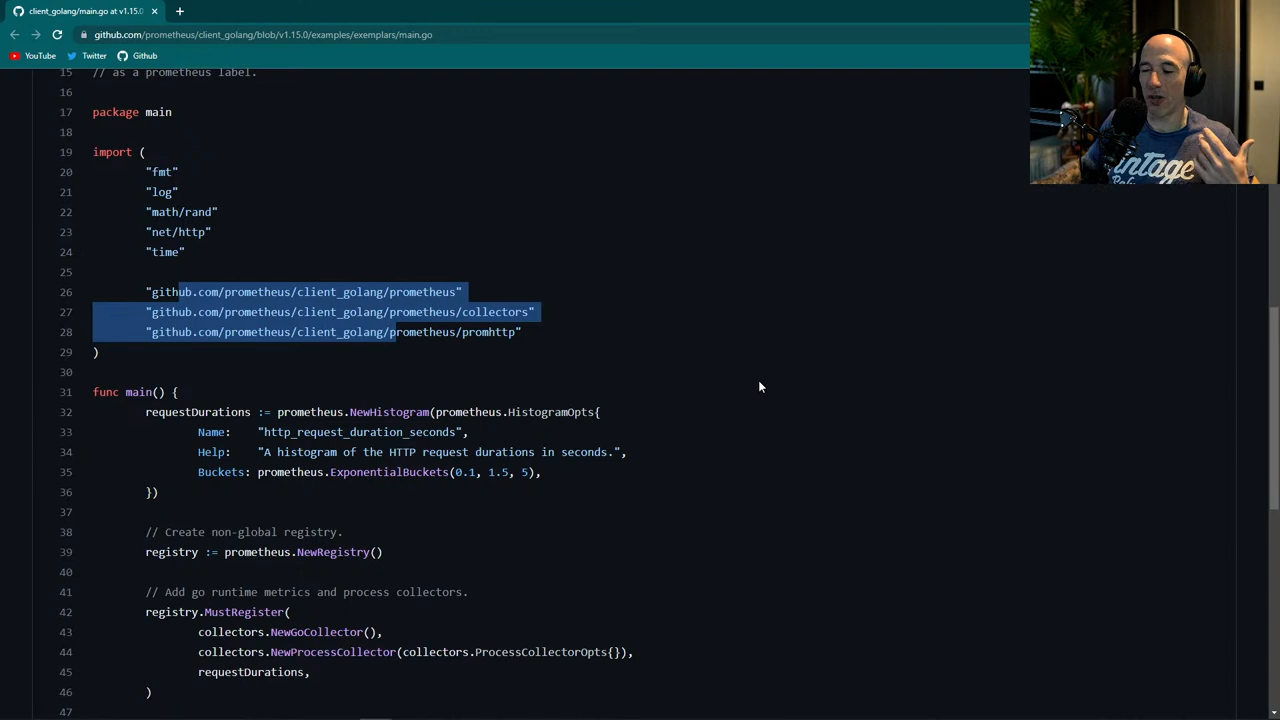 client_golang/main.go at v1.15.0
github.com/prometheus/client_golang/blob/v1.15.0/examples/exemplars/main.go
YouTube Twitter Github
15 // as a prometheus label.
16
17 package main
18
19 import (
20 "fmt"
21 "log"
22 "math/rand"
23 "net/http"
24 "time"
25
26 "github.com/prometheus/client_golang/prometheus"
27 "github.com/prometheus/client_golang/prometheus/collectors"
28 "github.com/prometheus/client_golang/prometheus/promhttp"
29 )
30
31 func main() {
32 requestDurations := prometheus.NewHistogram(prometheus.HistogramOpts{
33 Name: "http_request_duration_seconds",
34 Help: "A histogram of the HTTP request durations in seconds.",
35 Buckets: prometheus.ExponentialBuckets(0.1, 1.5, 5),
36 })
37
38 // Create non-global registry.
39 registry := prometheus.NewRegistry()
40
41 // Add go runtime metrics and process collectors.
42 registry.MustRegister(
43 collectors.NewGoCollector(),
44 collectors.NewProcessCollector(collectors.ProcessCollectorOpts{}),
45 requestDurations,
46 )
47